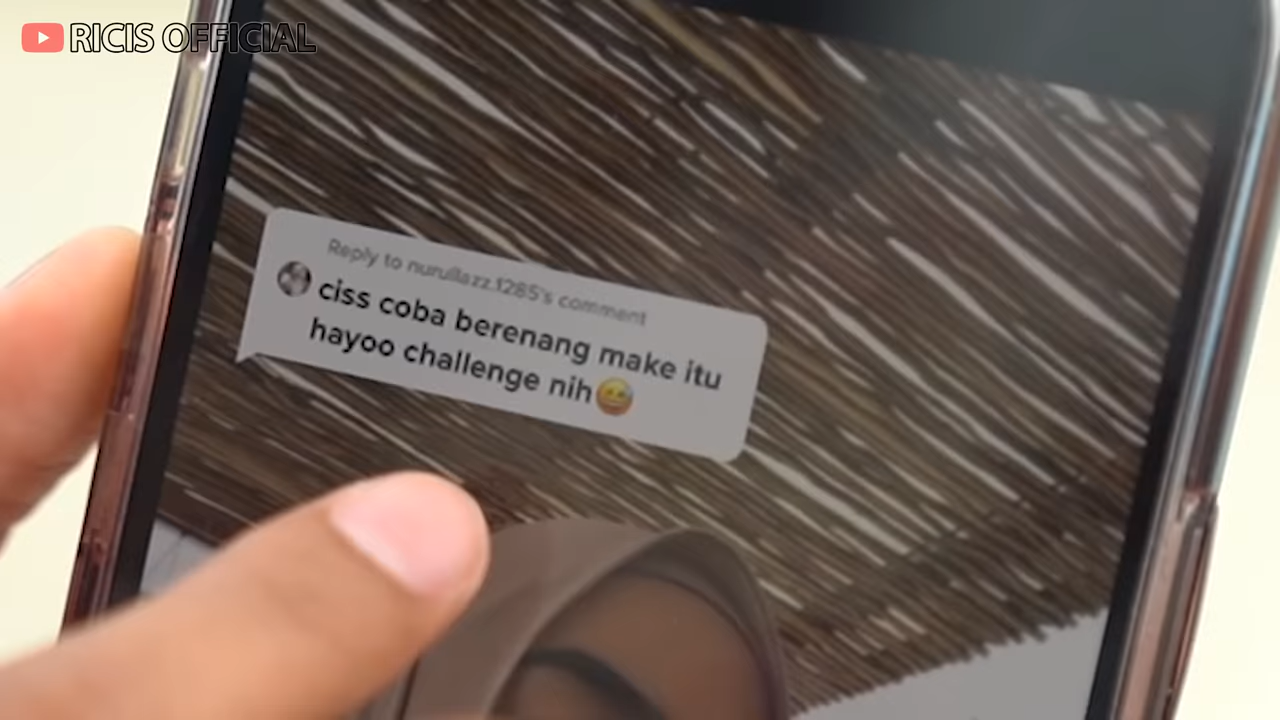 RICIS OFFICIAL
Reply to nurullazz.1285's comment
ciss coba berenang make itu
hayoo challenge nih😅